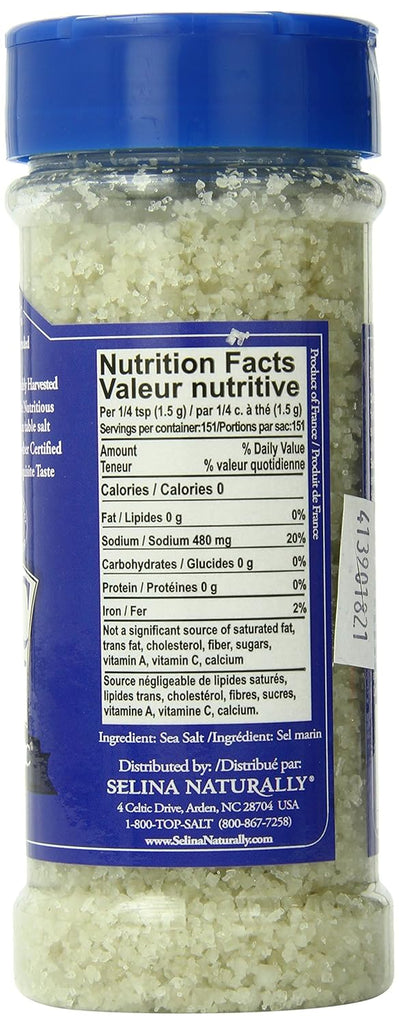 Harvested
Nutritious
table salt
Certified
Taste
Nutrition Facts
Valeur nutritive
Per 1/4 tsp (1.5 g) / par 1/4 c. à thé (1.5 g)
Servings per container:151/Portions par sac:151
Amount % Daily Value
Teneur % valeur quotidienne
Calories / Calories 0
Fat / Lipides 0 g 0%
Sodium / Sodium 480 mg 20%
Carbohydrates / Glucides 0 g 0%
Protein / Protéines 0 g 0%
Iron / Fer 2%
Not a significant source of saturated fat,
trans fat, cholesterol, fiber, sugars,
vitamin A, vitamin C, calcium
Source négligeable de lipides saturés,
lipides trans, cholestérol, fibres, sucres,
vitamine A, vitamine C, calcium.
Product of France / Produit de France
Ingredient: Sea Salt /Ingrédient: Sel marin
Distributed by: /Distribué par:
SELINA NATURALLY®
4 Celtic Drive, Arden, NC 28704 USA
1-800-TOP-SALT (800-867-7258)
www.SelinaNaturally.com
413901821